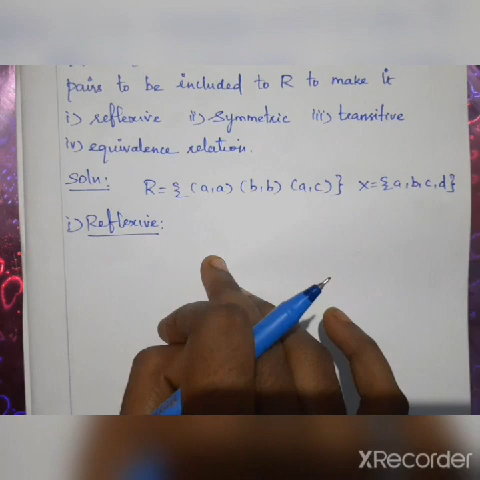 pairs to be included to R to make it
i) reflexive ii) Symmetric iii) transitive
iv) equivalence relation.
Soln: R = { (a,a) (b,b) (a,c) } X = {a,b,c,d}
i) Reflexive:
XRecorder